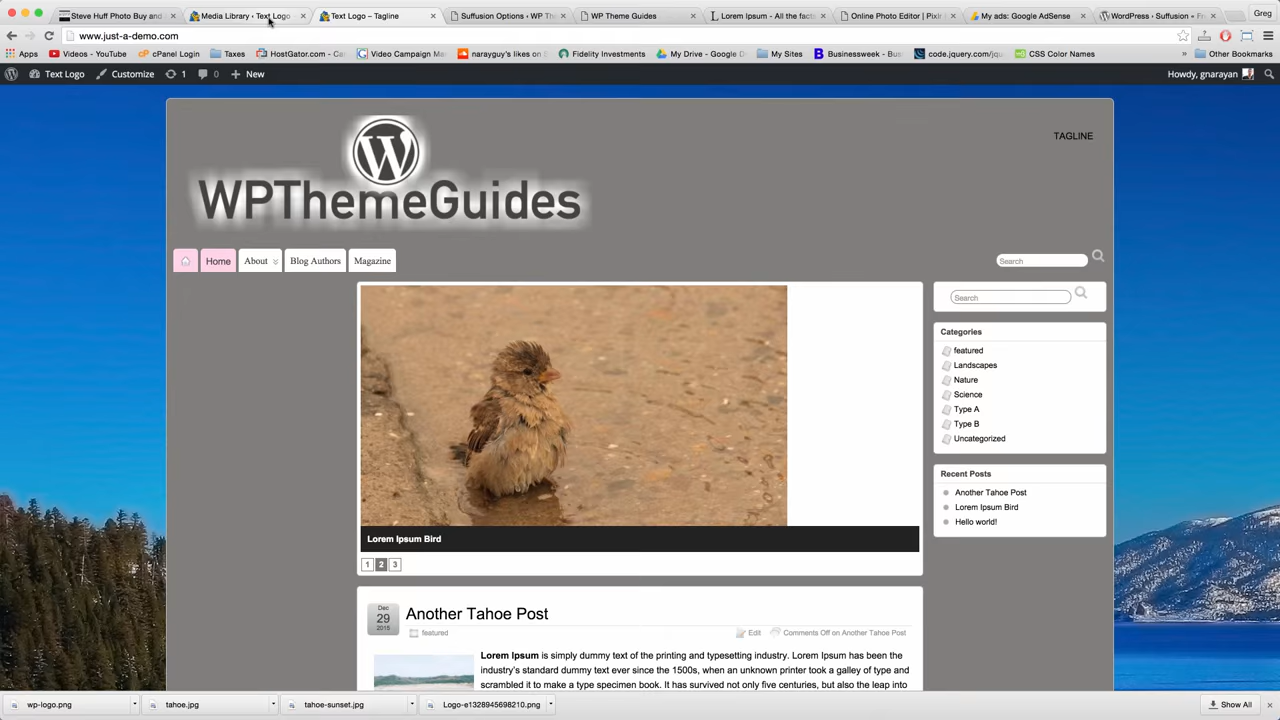 Steve Huff Photo Buy and
Media Library ‹ Text Logo
Text Logo – Tagline
Suffusion Options ‹ WP Th
WP Theme Guides
Lorem Ipsum - All the facts
Online Photo Editor | Pixlr
My ads: Google AdSense
WordPress › Suffusion « Fr
Greg
www.just-a-demo.com
Apps
Videos - YouTube
cPanel Login
Taxes
HostGator.com - Ca
Video Campaign Ma
narayguy's likes on S
Fidelity Investments
My Drive - Google D
My Sites
Businessweek - Busi
code.jquery.com/jqu
CSS Color Names
»
Other Bookmarks
Text Logo
Customize
1
0
New
Howdy, gnarayan
WPThemeGuides
TAGLINE
Home
About
Blog Authors
Magazine
Search
Search
Categories
featured
Landscapes
Nature
Science
Type A
Type B
Uncategorized
Recent Posts
Another Tahoe Post
Lorem Ipsum Bird
Hello world!
Lorem Ipsum Bird
1 2 3
Dec
29
2015
Another Tahoe Post
featured
Edit
Comments Off on Another Tahoe Post
Lorem Ipsum is simply dummy text of the printing and typesetting industry. Lorem Ipsum has been the
industry's standard dummy text ever since the 1500s, when an unknown printer took a galley of type and
scrambled it to make a type specimen book. It has survived not only five centuries, but also the leap into
wp-logo.png
tahoe.jpg
tahoe-sunset.jpg
Logo-e1328945698210.png
Show All